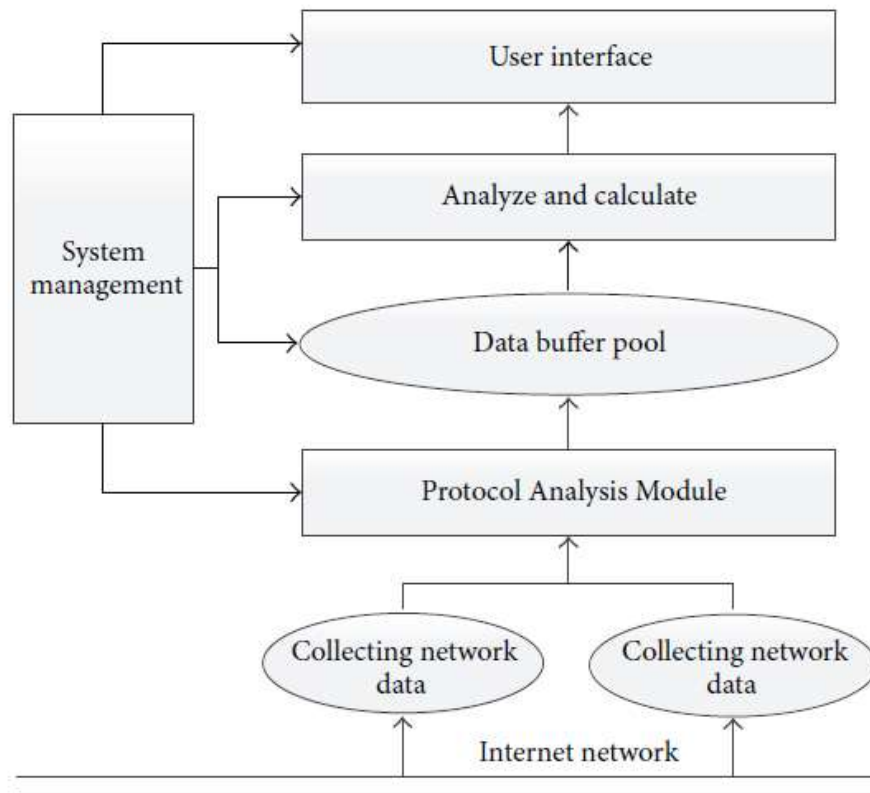 User interface
Analyze and calculate
System
management
Data buffer pool
Protocol Analysis Module
Collecting network
data
Collecting network
data
Internet network